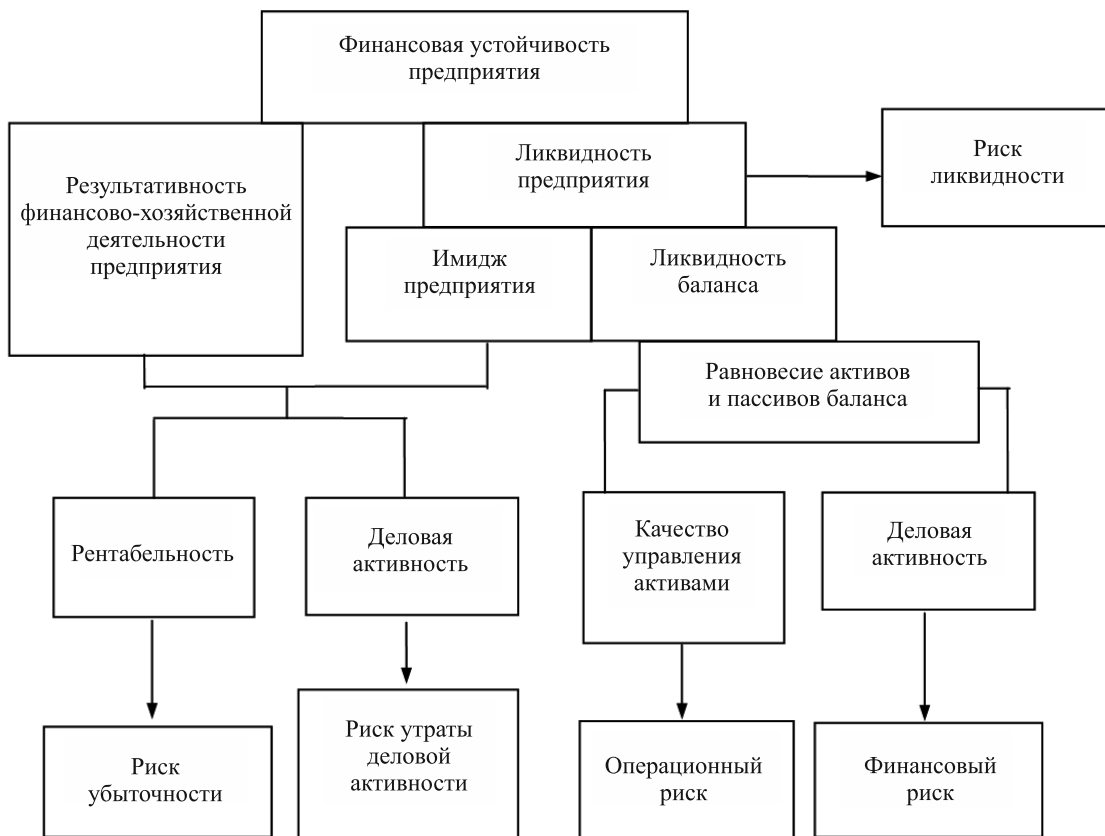 Финансовая устойчивость
предприятия
Результативность
финансово-хозяйственной
деятельности
предприятия
Ликвидность
предприятия
Риск
ликвидности
Имидж
предприятия
Ликвидность
баланса
Равновесие активов
и пассивов баланса
Рентабельность
Деловая
активность
Качество
управления
активами
Деловая
активность
Риск
убыточности
Риск утраты
деловой
активности
Операционный
риск
Финансовый
риск